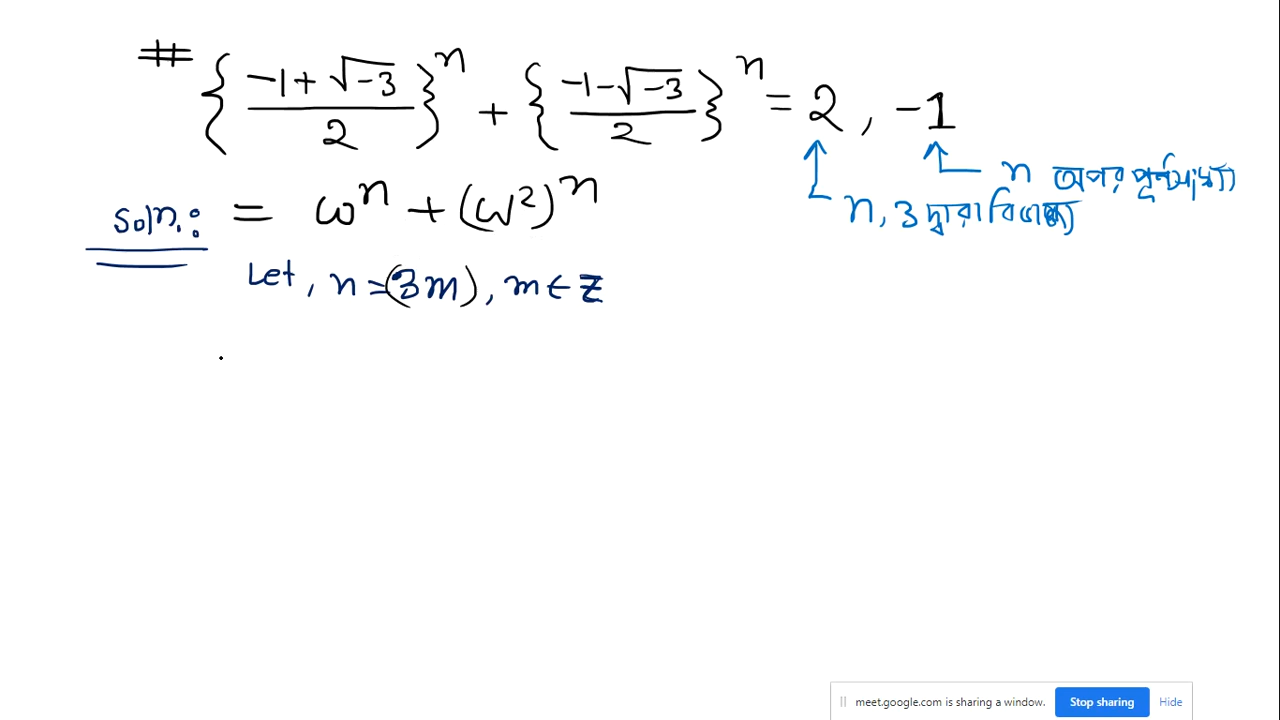 # {(-1+√-3)/2}^n + {(-1-√-3)/2}^n = 2, -1
n অপর পূর্ণসংখ্যা
n, 3 দ্বারা বিভাজ্য
Soln.: = ω^n + (ω^2)^n
Let, n = (3m), m ∈ Z
meet.google.com is sharing a window. Stop sharing Hide